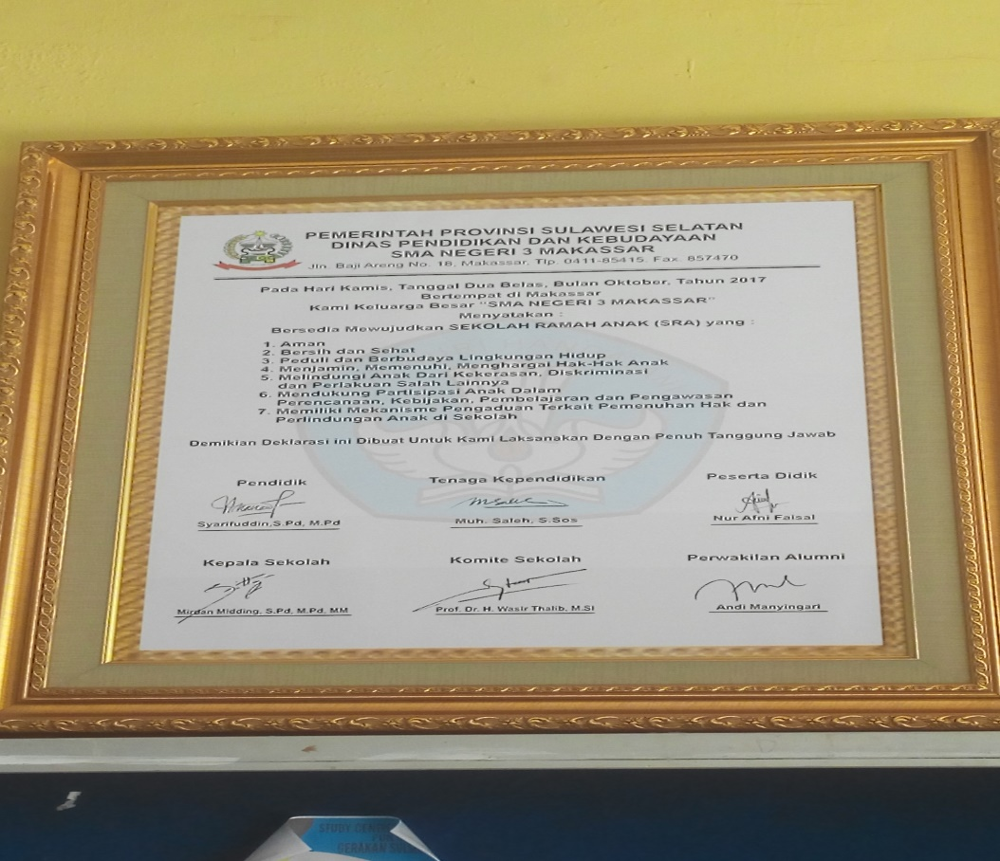 PEMERINTAH PROVINSI SULAWESI SELATAN
DINAS PENDIDIKAN DAN KEBUDAYAAN
SMA NEGERI 3 MAKASSAR
Jln. Baji Areng No. 18, Makassar, Tlp. 0411-85415. Fax. 857470
Pada Hari Kamis, Tanggal Dua Belas, Bulan Oktober, Tahun 2017
Bertempat di Makassar
Kami Keluarga Besar "SMA NEGERI 3 MAKASSAR"
Menyatakan :
Bersedia Mewujudkan SEKOLAH RAMAH ANAK (SRA) yang :
1. Aman
2. Bersih dan Sehat
3. Peduli dan Berbudaya Lingkungan Hidup
4. Menjamin, Memenuhi, Menghargai Hak-Hak Anak
5. Melindungi Anak Dari Kekerasan, Diskriminasi
dan Perlakuan Salah Lainnya
6. Mendukung Partisipasi Anak Dalam
Perencanaan, Kebijakan, Pembelajaran dan Pengawasan
7. Memiliki Mekanisme Pengaduan Terkait Pemenuhan Hak dan
Perlindungan Anak di Sekolah
Demikian Deklarasi ini Dibuat Untuk Kami Laksanakan Dengan Penuh Tanggung Jawab
Pendidik
Syarifuddin,S.Pd, M.Pd
Tenaga Kependidikan
Muh. Saleh, S.Sos
Peserta Didik
Nur Afni Faisal
Kepala Sekolah
Mirdan Midding, S.Pd, M.Pd, MM
Komite Sekolah
Prof. Dr. H. Wasir Thalib, M.SI
Perwakilan Alumni
Andi Manyingari
STUDY